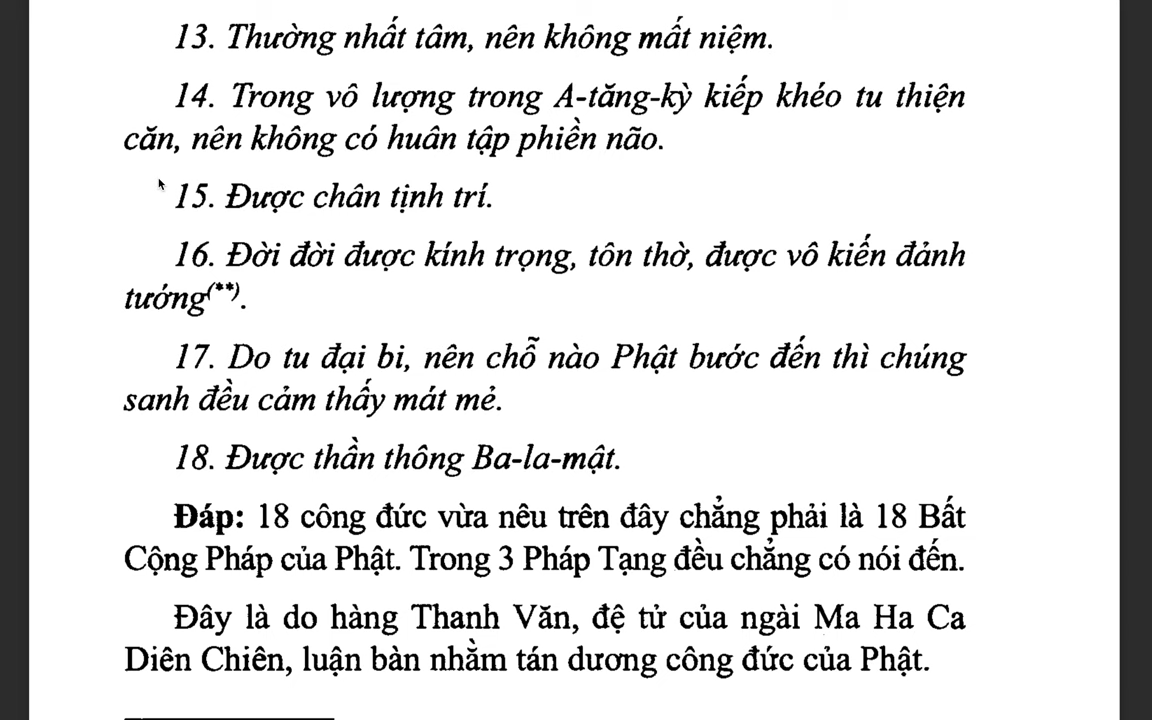 13. Thường nhất tâm, nên không mất niệm.
14. Trong vô lượng trong A-tăng-kỳ kiếp khéo tu thiện
căn, nên không có huân tập phiền não.
15. Được chân tịnh trí.
16. Đời đời được kính trọng, tôn thờ, được vô kiến đảnh
tướng(**).
17. Do tu đại bi, nên chỗ nào Phật bước đến thì chúng
sanh đều cảm thấy mát mẻ.
18. Được thần thông Ba-la-mật.
Đáp: 18 công đức vừa nêu trên đây chẳng phải là 18 Bất
Cộng Pháp của Phật. Trong 3 Pháp Tạng đều chẳng có nói đến.
Đây là do hàng Thanh Văn, đệ tử của ngài Ma Ha Ca
Diên Chiên, luận bàn nhằm tán dương công đức của Phật.